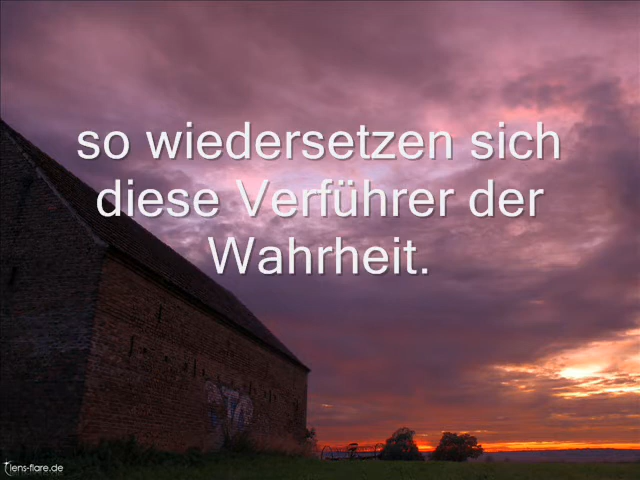 so wiedersetzen sich
diese Verführer der
Wahrheit.
lens-flare.de